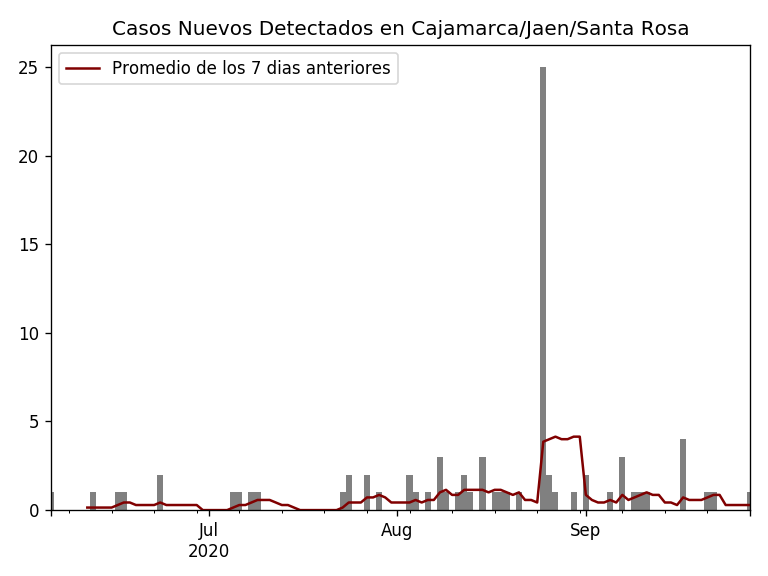 Casos Nuevos Detectados en Cajamarca/Jaen/Santa Rosa
Promedio de los 7 dias anteriores
25
20
15
10
5
0
Jul
2020
Aug
Sep